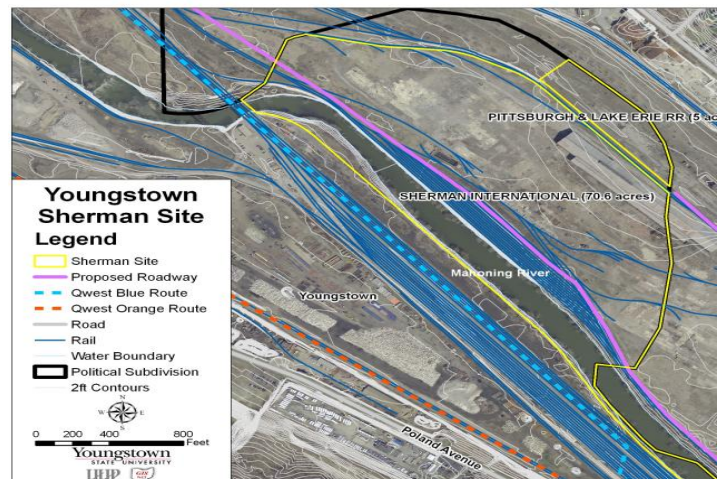 PITTSBURGH & LAKE ERIE RR (5 ac
SHERMAN INTERNATIONAL (70.6 acres)
Mahoning River
Youngstown
Poland Avenue
Youngstown
Sherman Site
Legend
Sherman Site
Proposed Roadway
Qwest Blue Route
Qwest Orange Route
Road
Rail
Water Boundary
Political Subdivision
2ft Contours
N
W E
S
0 200 400 800
Feet
Youngstown
STATE UNIVERSITY